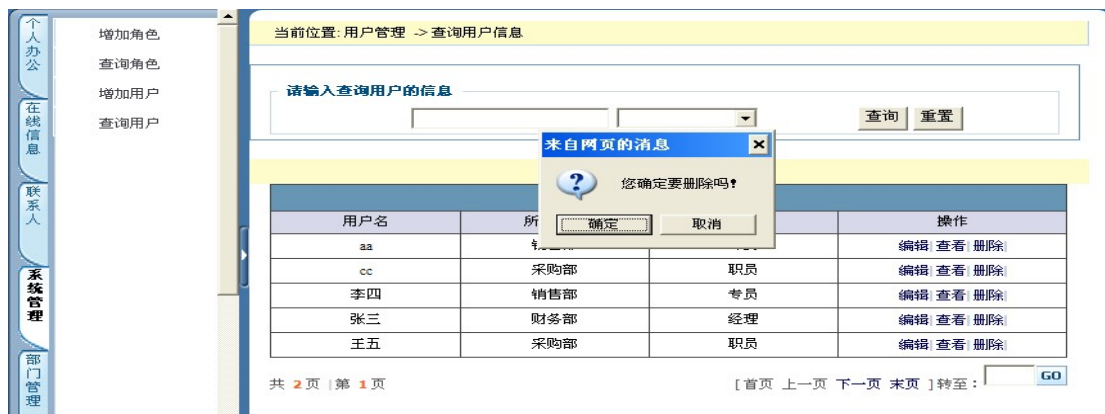 个人办公
在线信息
联系人
系统管理
部门管理
增加角色
查询角色
增加用户
查询用户
当前位置:用户管理 ->查询用户信息
请输入查询用户的信息
查询 重置
来自网页的消息
您确定要删除吗!
确定 取消
用户名 所 操作
aa 编辑| 查看| 删除|
cc 采购部 职员 编辑| 查看| 删除|
李四 销售部 专员 编辑| 查看| 删除|
张三 财务部 经理 编辑| 查看| 删除|
王五 采购部 职员 编辑| 查看| 删除|
共 2页 |第 1页 [首页 上一页 下一页 末页 ]转至: GO